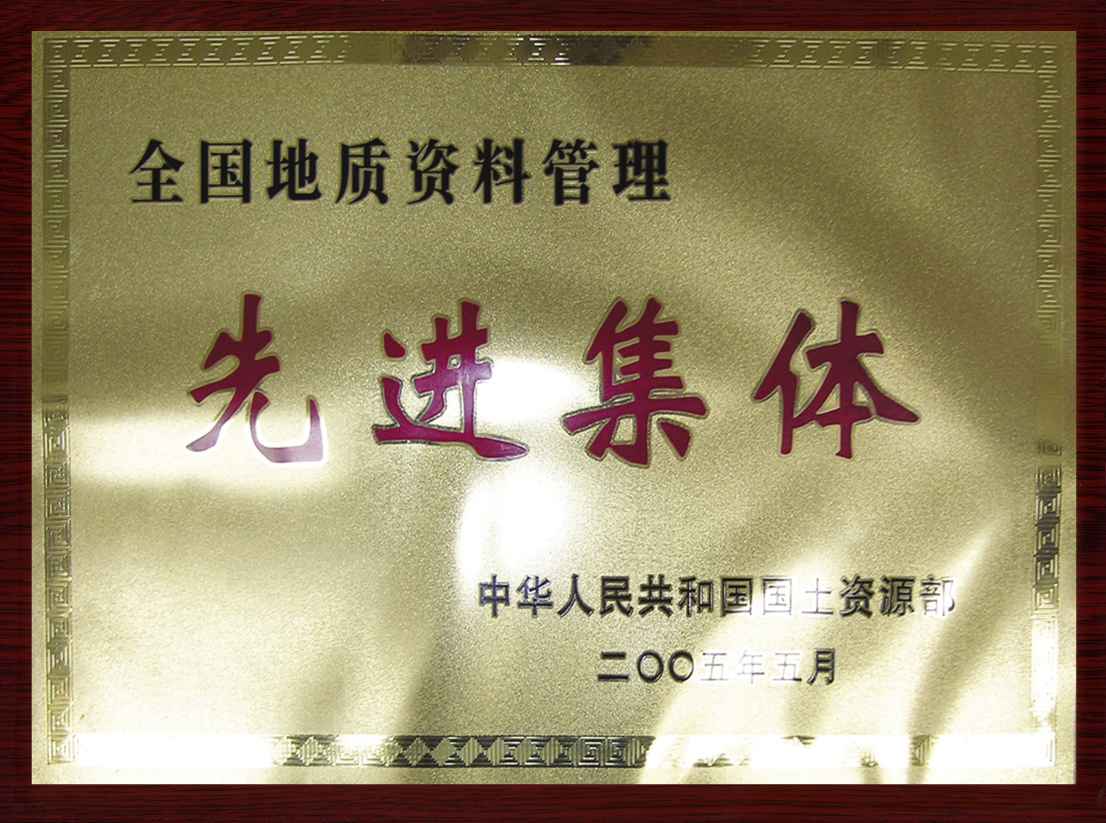 全国地质资料管理
先进集体
中华人民共和国国土资源部
二〇〇五年五月